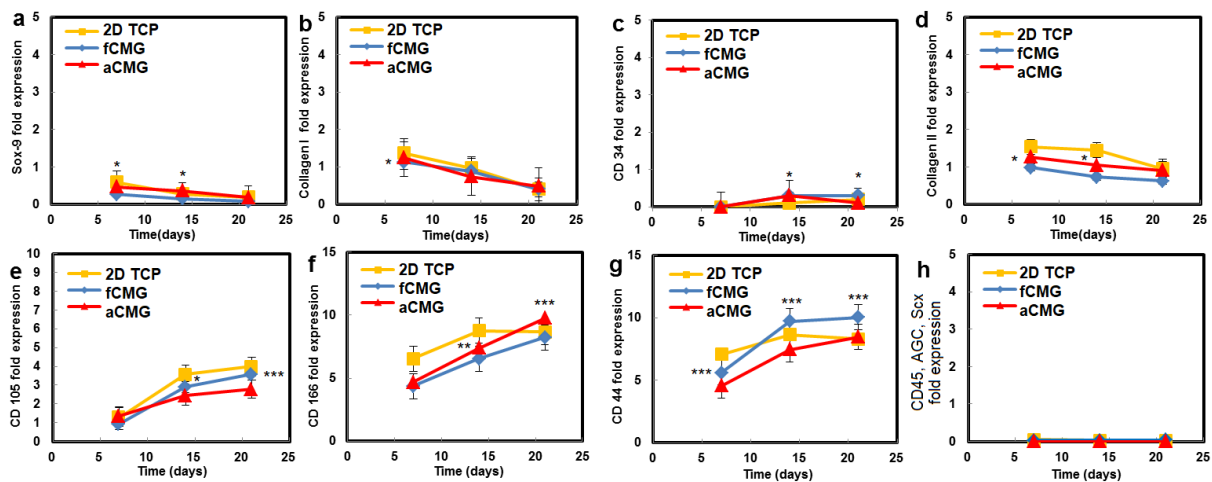 a
Sox-9 fold expression
5
4
3
2
1
0
2D TCP
fCMG
aCMG
*
*
0 5 10 15 20 25
Time(days)
b
Collagen I fold expression
5
4
3
2
1
0
2D TCP
fCMG
aCMG
*
0 5 10 15 20 25
Time(days)
c
CD 34 fold expression
5
4
3
2
1
0
2D TCP
fCMG
aCMG
*
*
0 5 10 15 20 25
Time(days)
d
Collagen II fold expression
5
4
3
2
1
0
2D TCP
fCMG
aCMG
*
*
0 5 10 15 20 25
Time(days)
e
CD 105 fold expression
10
9
8
7
6
5
4
3
2
1
0
2D TCP
fCMG
aCMG
*
***
0 5 10 15 20 25
Time (days)
f
CD 166 fold expression
15
10
5
0
2D TCP
fCMG
aCMG
**
***
0 5 10 15 20 25
Time (days)
g
CD 44 fold expression
15
10
5
0
2D TCP
fCMG
aCMG
***
***
***
0 5 10 15 20 25
Time (days)
h
CD45, AGC, Scx
fold expression
5
4
3
2
1
0
2D TCP
fCMG
aCMG
0 5 10 15 20 25
Time (days)